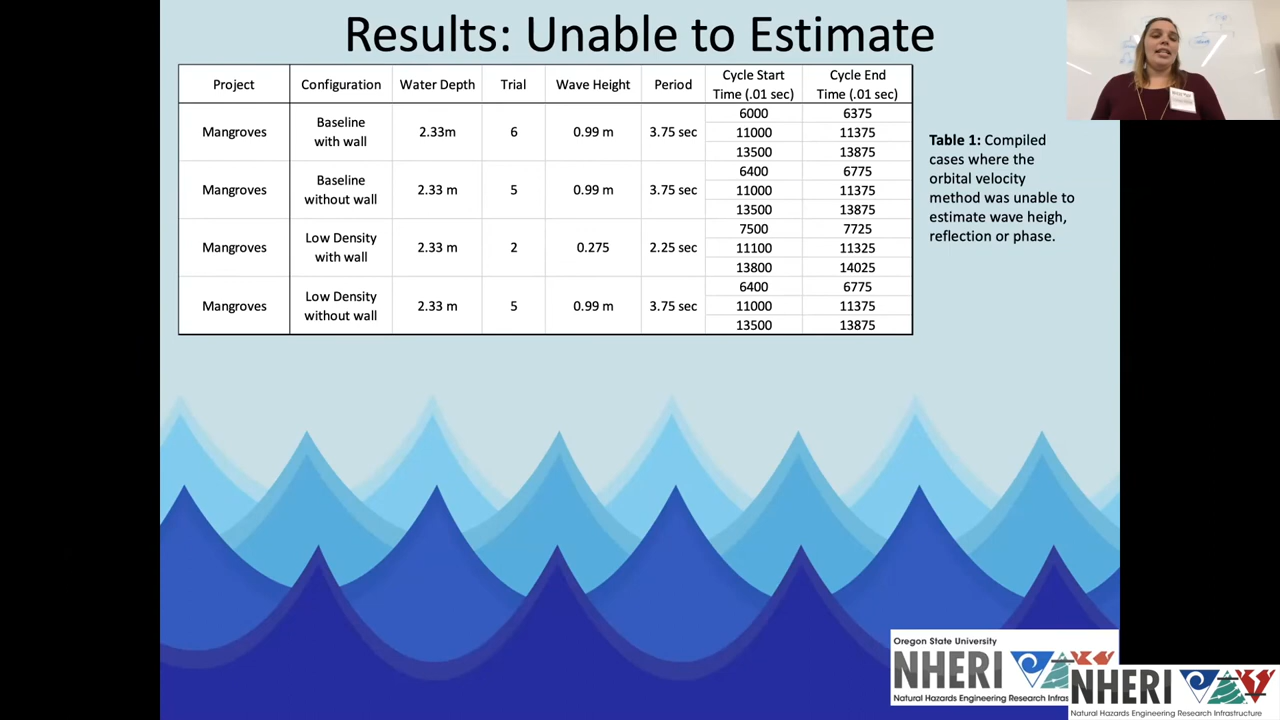 Results: Unable to Estimate
Project Configuration Water Depth Trial Wave Height Period Cycle Start Time (.01 sec) Cycle End Time (.01 sec)
Mangroves Baseline with wall 2.33m 6 0.99 m 3.75 sec
6000 6375
11000 11375
13500 13875
Mangroves Baseline without wall 2.33 m 5 0.99 m 3.75 sec
6400 6775
11000 11375
13500 13875
Mangroves Low Density with wall 2.33 m 2 0.275 2.25 sec
7500 7725
11100 11325
13800 14025
Mangroves Low Density without wall 2.33 m 5 0.99 m 3.75 sec
6400 6775
11000 11375
13500 13875
Table 1: Compiled
cases where the
orbital velocity
method was unable to
estimate wave heigh,
reflection or phase.
Oregon State University
NHERI
Natural Hazards Engineering Research Infras
NHERI
Natural Hazards Engineering Research Infrastructure